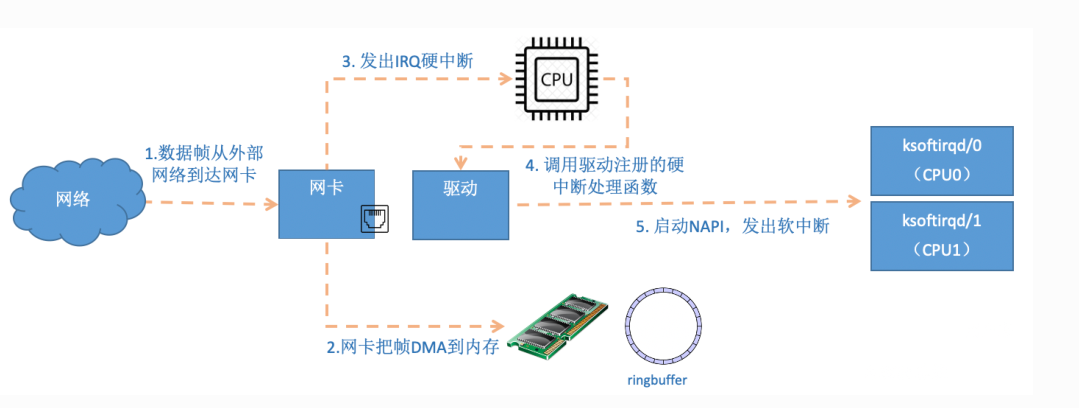 3. 发出IRQ硬中断
CPU
1.数据帧从外部
网络到达网卡
网络
网卡
驱动
4. 调用驱动注册的硬
中断处理函数
ksoftirqd/0
（CPU0）
ksoftirqd/1
（CPU1）
5. 启动NAPI，发出软中断
2.网卡把帧DMA到内存
ringbuffer